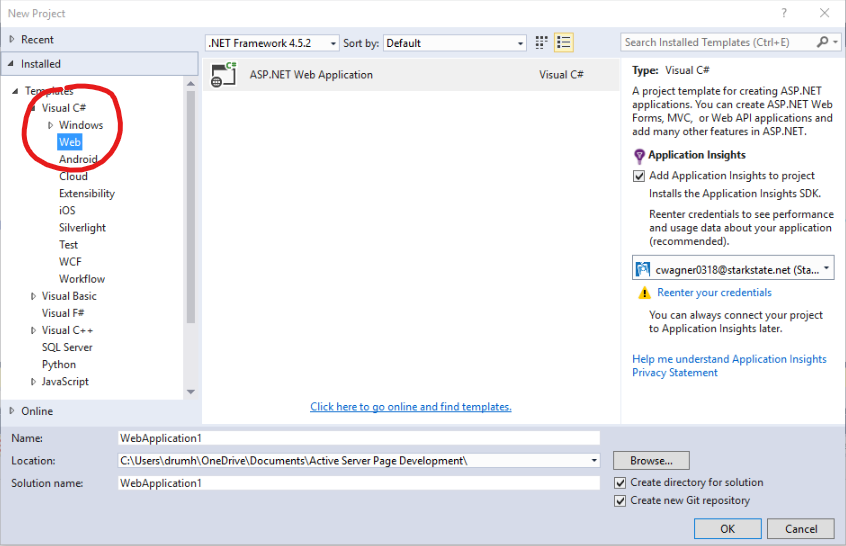 New Project
? ×
Recent
.NET Framework 4.5.2
Sort by: Default
Search Installed Templates (Ctrl+E)
Installed
Templates
Visual C#
Windows
Web
Android
Cloud
Extensibility
iOS
Silverlight
Test
WCF
Workflow
Visual Basic
Visual F#
Visual C++
SQL Server
Python
JavaScript
Online
C#
ASP.NET Web Application Visual C#
Click here to go online and find templates.
Type: Visual C#
A project template for creating ASP.NET
applications. You can create ASP.NET Web
Forms, MVC, or Web API applications and
add many other features in ASP.NET.
Application Insights
Add Application Insights to project
Installs the Application Insights SDK.
Reenter credentials to see performance
and usage data about your application
(recommended).
cwagner0318@starkstate.net (Sta...
Reenter your credentials
You can always connect your project
to Application Insights later.
Help me understand Application Insights
Privacy Statement
Name: WebApplication1
Location: C:\Users\drumh\OneDrive\Documents\Active Server Page Development\
Browse...
Solution name: WebApplication1
Create directory for solution
Create new Git repository
OK
Cancel